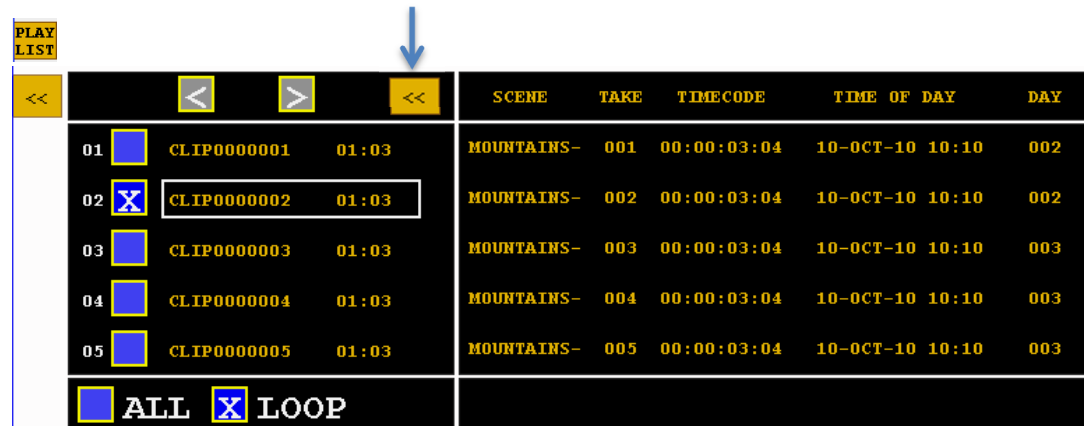 PLAY
LIST
<< < > << SCENE TAKE TIMECODE TIME OF DAY DAY
01 CLIP0000001 01:03 MOUNTAINS- 001 00:00:03:04 10-OCT-10 10:10 002
02 X CLIP0000002 01:03 MOUNTAINS- 002 00:00:03:04 10-OCT-10 10:10 002
03 CLIP0000003 01:03 MOUNTAINS- 003 00:00:03:04 10-OCT-10 10:10 003
04 CLIP0000004 01:03 MOUNTAINS- 004 00:00:03:04 10-OCT-10 10:10 003
05 CLIP0000005 01:03 MOUNTAINS- 005 00:00:03:04 10-OCT-10 10:10 003
ALL X LOOP